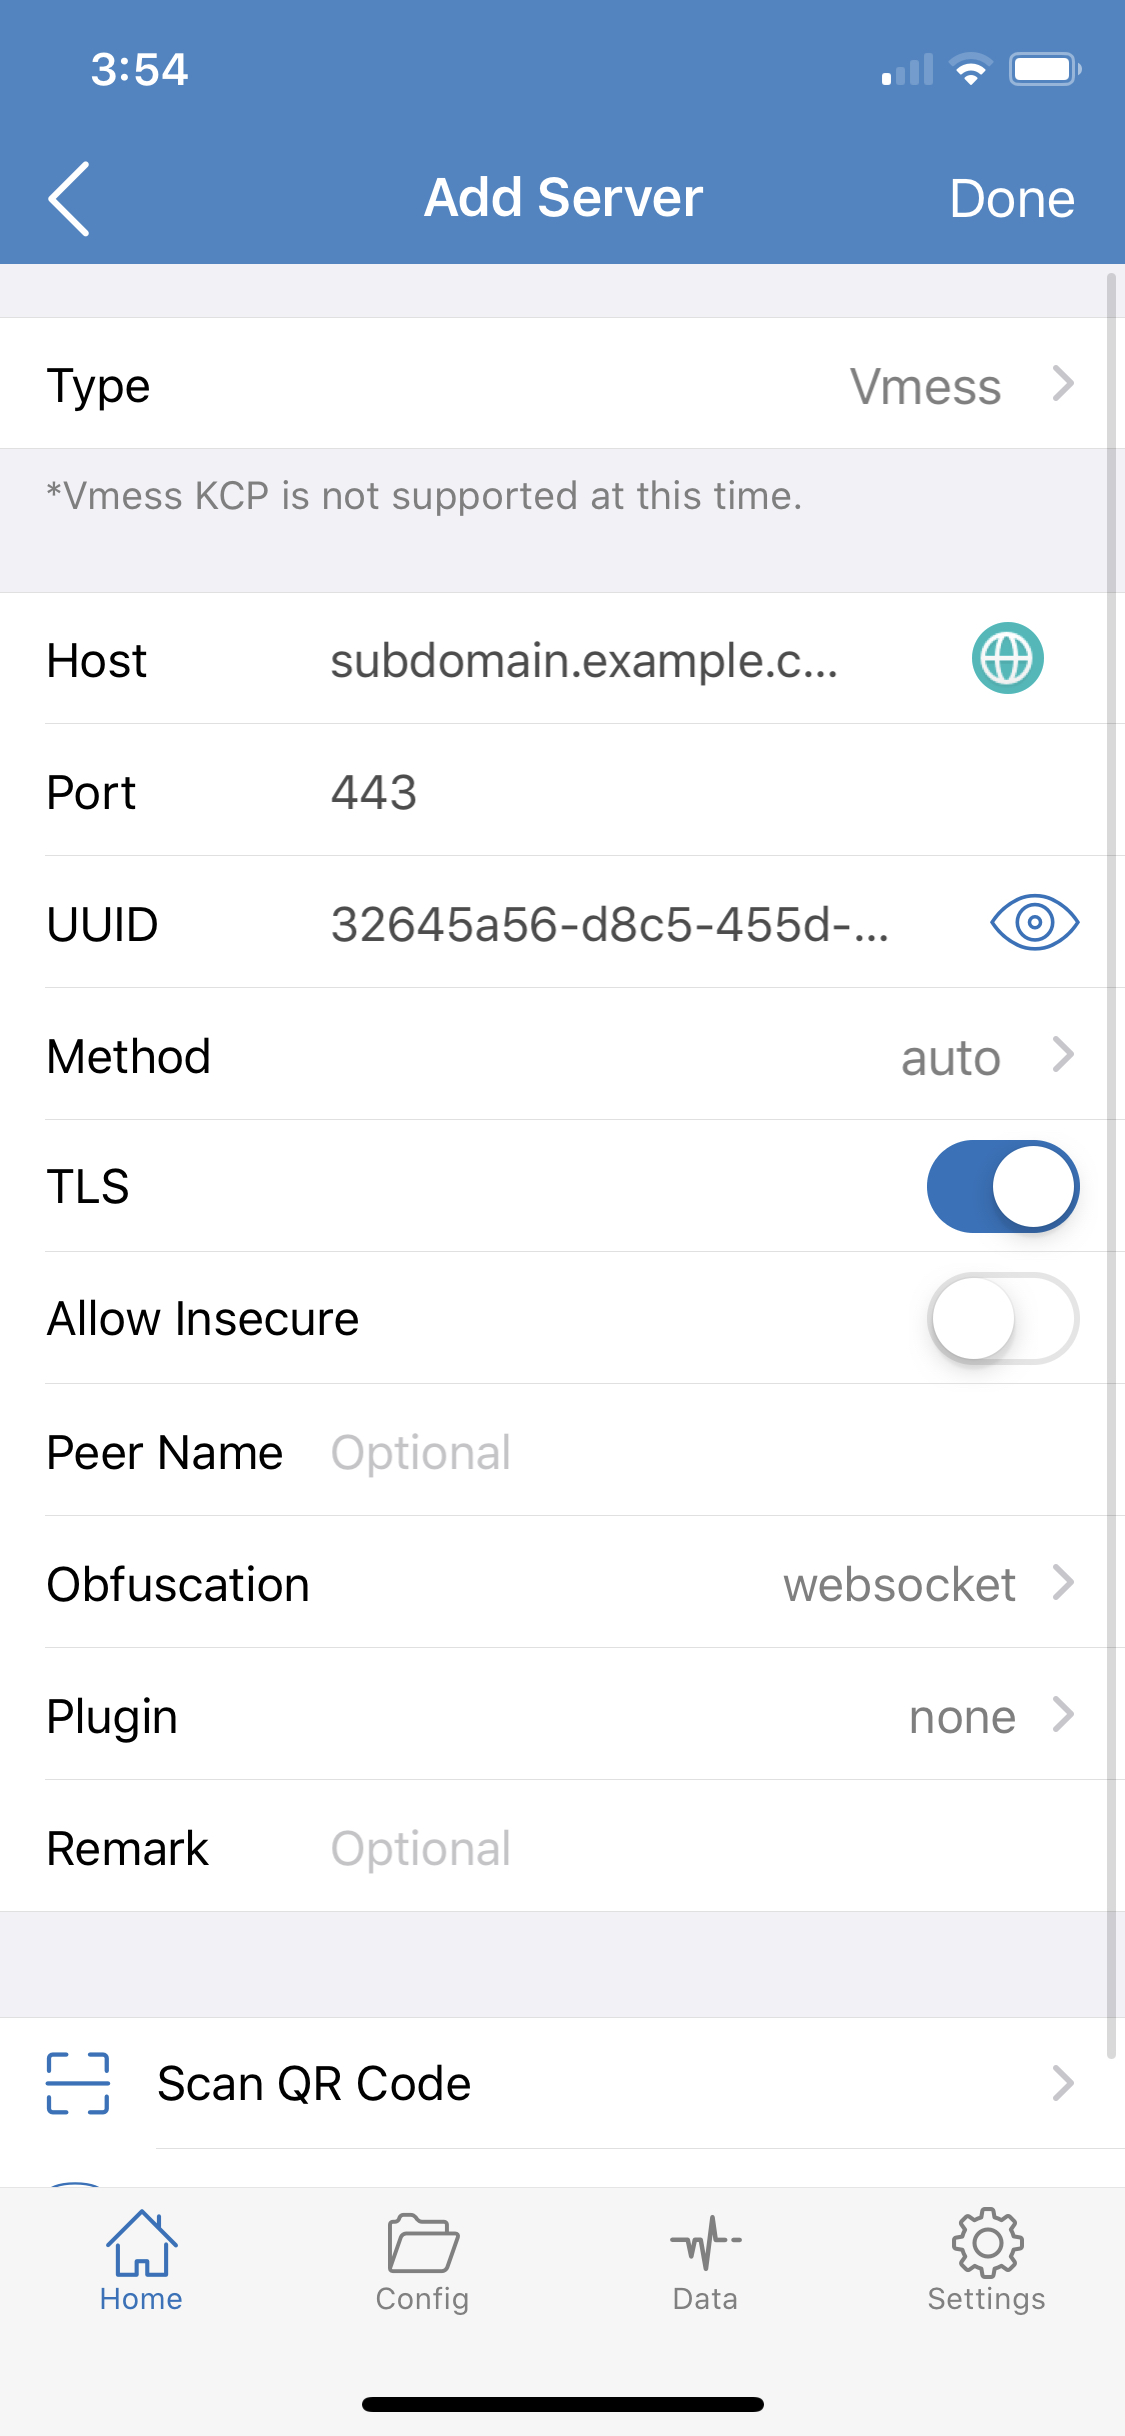 3:54
Add Server
Done
Type
Vmess
*Vmess KCP is not supported at this time.
Host
subdomain.example.c...
Port
443
UUID
32645a56-d8c5-455d-...
Method
auto
TLS
Allow Insecure
Peer Name
Optional
Obfuscation
websocket
Plugin
none
Remark
Optional
Scan QR Code
Home
Config
Data
Settings